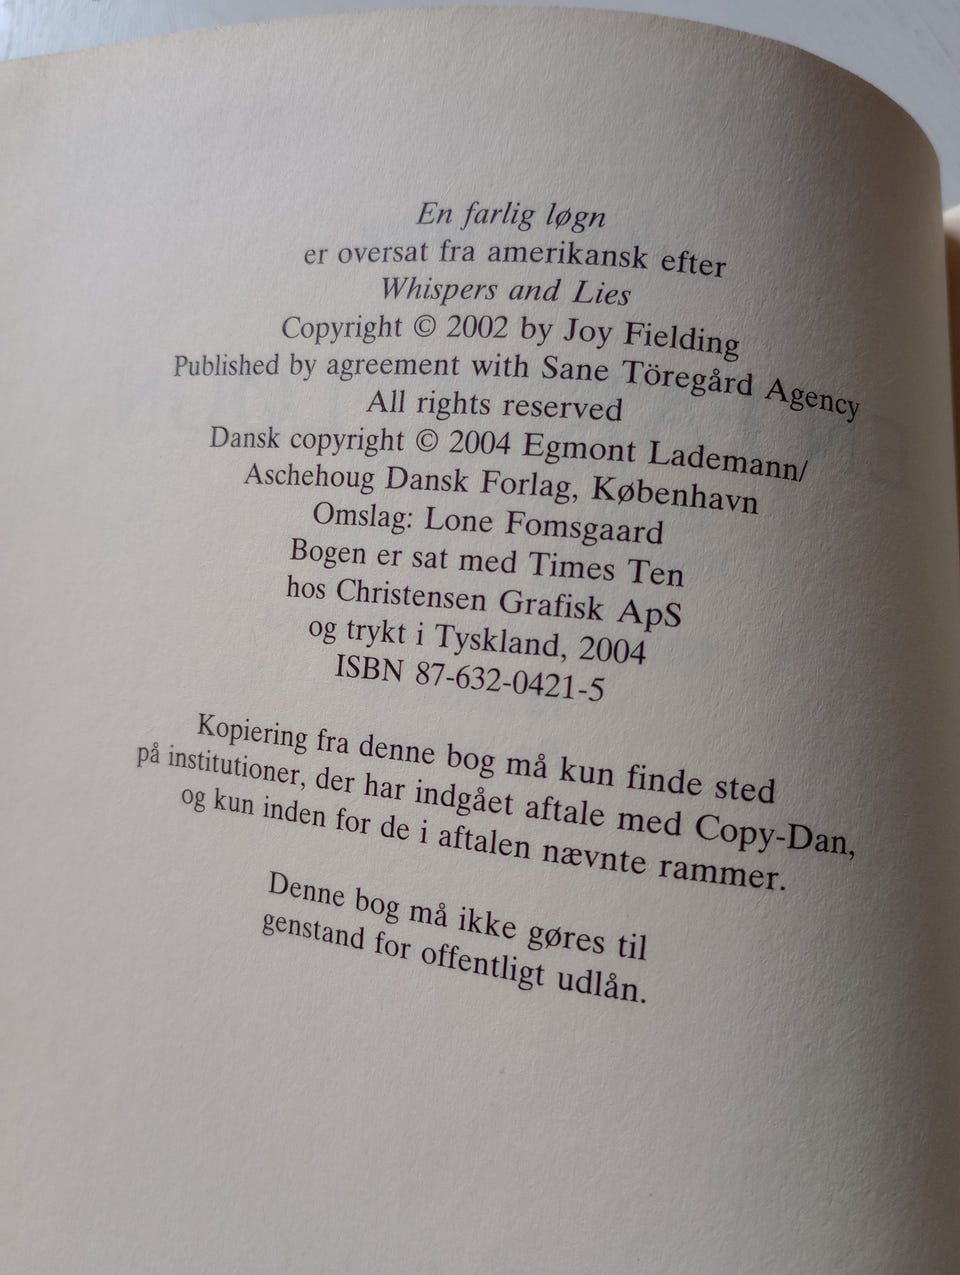 En farlig løgn
er oversat fra amerikansk efter
Whispers and Lies
Copyright © 2002 by Joy Fielding
Published by agreement with Sane Töregård Agency
All rights reserved
Dansk copyright © 2004 Egmont Lademann/
Aschehoug Dansk Forlag, København
Omslag: Lone Fomsgaard
Bogen er sat med Times Ten
hos Christensen Grafisk ApS
og trykt i Tyskland, 2004
ISBN 87-632-0421-5
Kopiering fra denne bog må kun finde sted
på institutioner, der har indgået aftale med Copy-Dan,
og kun inden for de i aftalen nævnte rammer.
Denne bog må ikke gøres til
genstand for offentligt udlån.